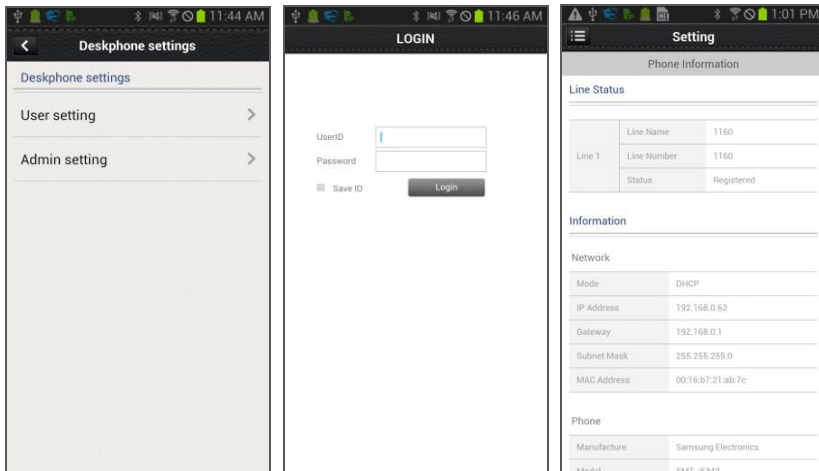 11:44 AM
Deskphone settings
Deskphone settings
User setting
Admin setting
11:46 AM
LOGIN
UserID
Password
Save ID
Login
1:01 PM
Setting
Phone Information
Line Status
Line 1
Line Name 1160
Line Number 1160
Status Registered
Information
Network
Mode DHCP
IP Address 192.168.0.62
Gateway 192.168.0.1
Subnet Mask 255.255.255.0
MAC Address 00:16:b7:21:ab:7c
Phone
Manufacture Samsung Electronics
Model SMT-i5343